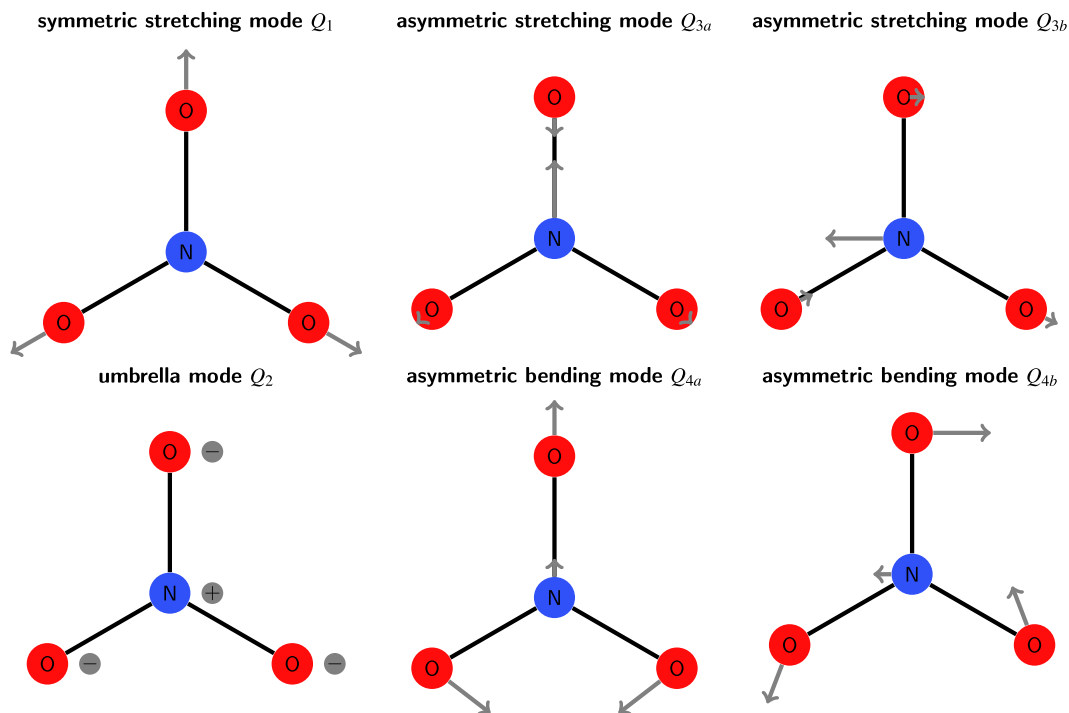 symmetric stretching mode Q1
asymmetric stretching mode Q3a
asymmetric stretching mode Q3b
O
N
O
O
O
N
O
O
O
N
O
O
umbrella mode Q2
asymmetric bending mode Q4a
asymmetric bending mode Q4b
O −
N +
O −
O −
O
N
O
O
O
N
O
O